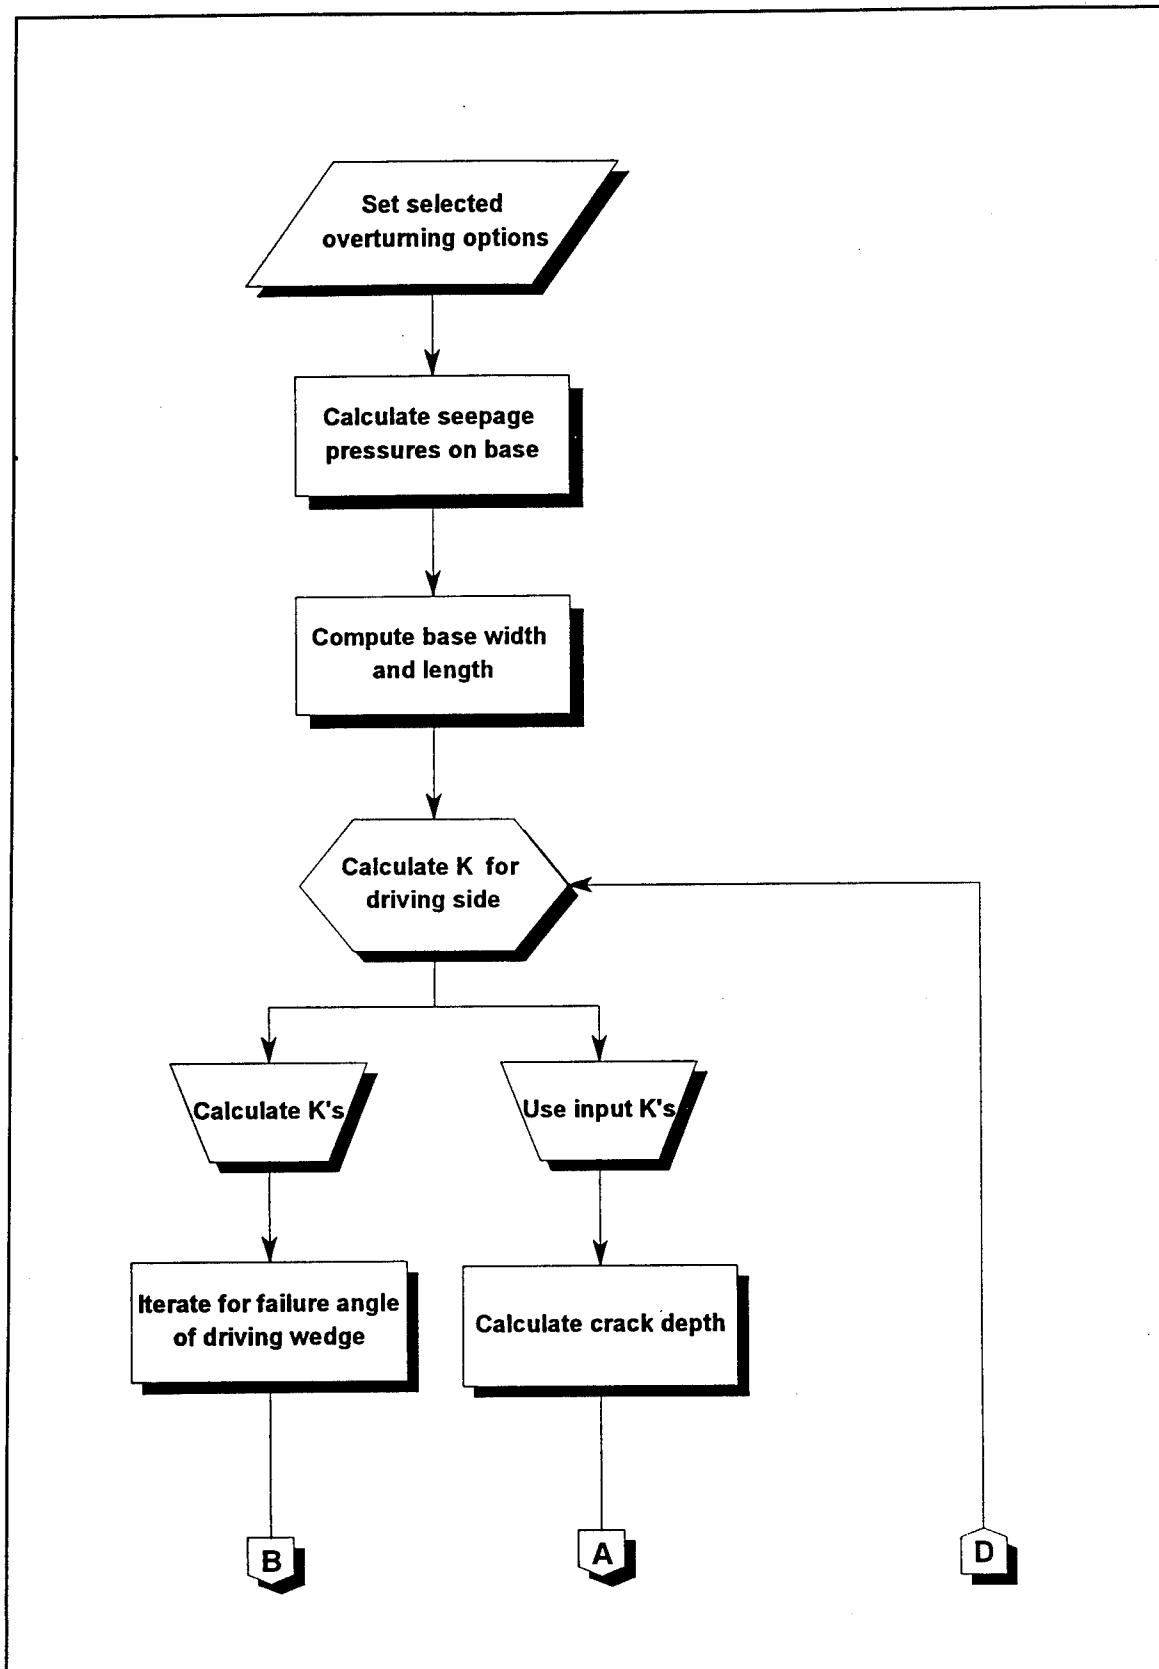 Set selected
overturning options
Calculate seepage
pressures on base
Compute base width
and length
Calculate K for
driving side
Calculate K's
Use input K's
Iterate for failure angle
of driving wedge
Calculate crack depth
B
A
D